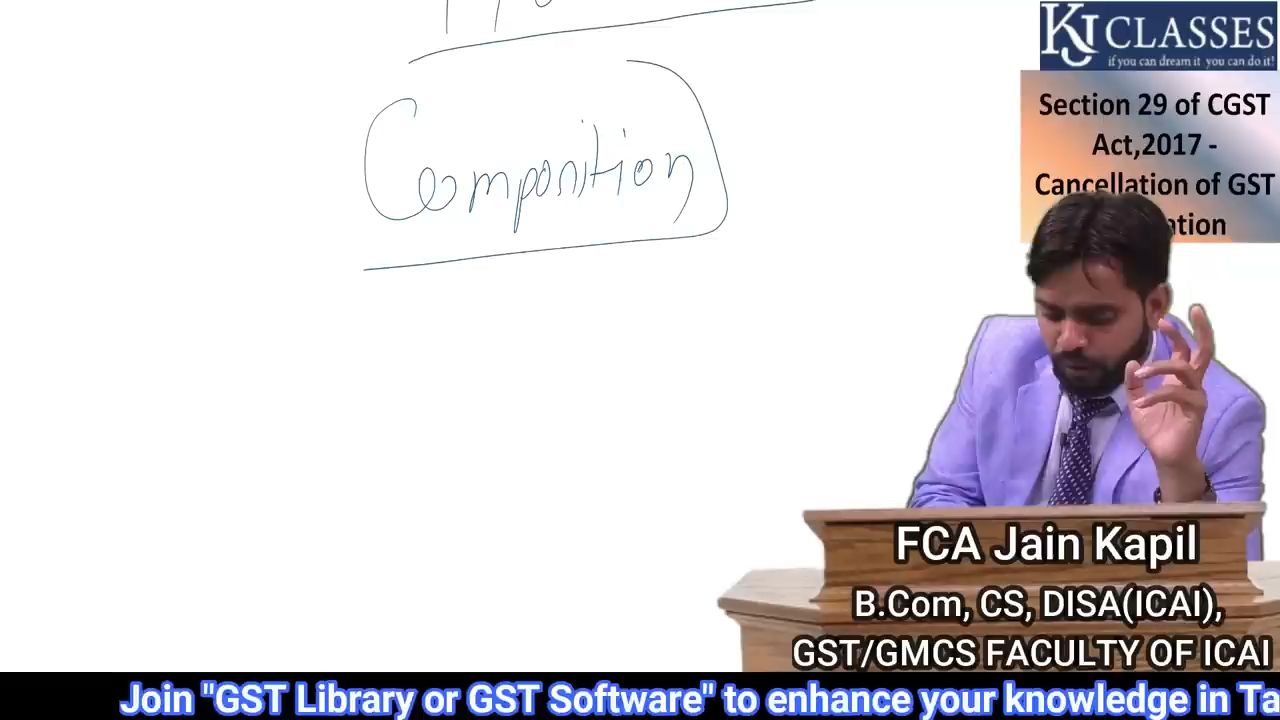 Composition
KJ CLASSES
if you can dream it you can do it!
Section 29 of CGST
Act,2017 -
Cancellation of GST
FCA Jain Kapil
B.Com, CS, DISA(ICAI),
GST/GMCS FACULTY OF ICAI
Join "GST Library or GST Software" to enhance your knowledge in Ta